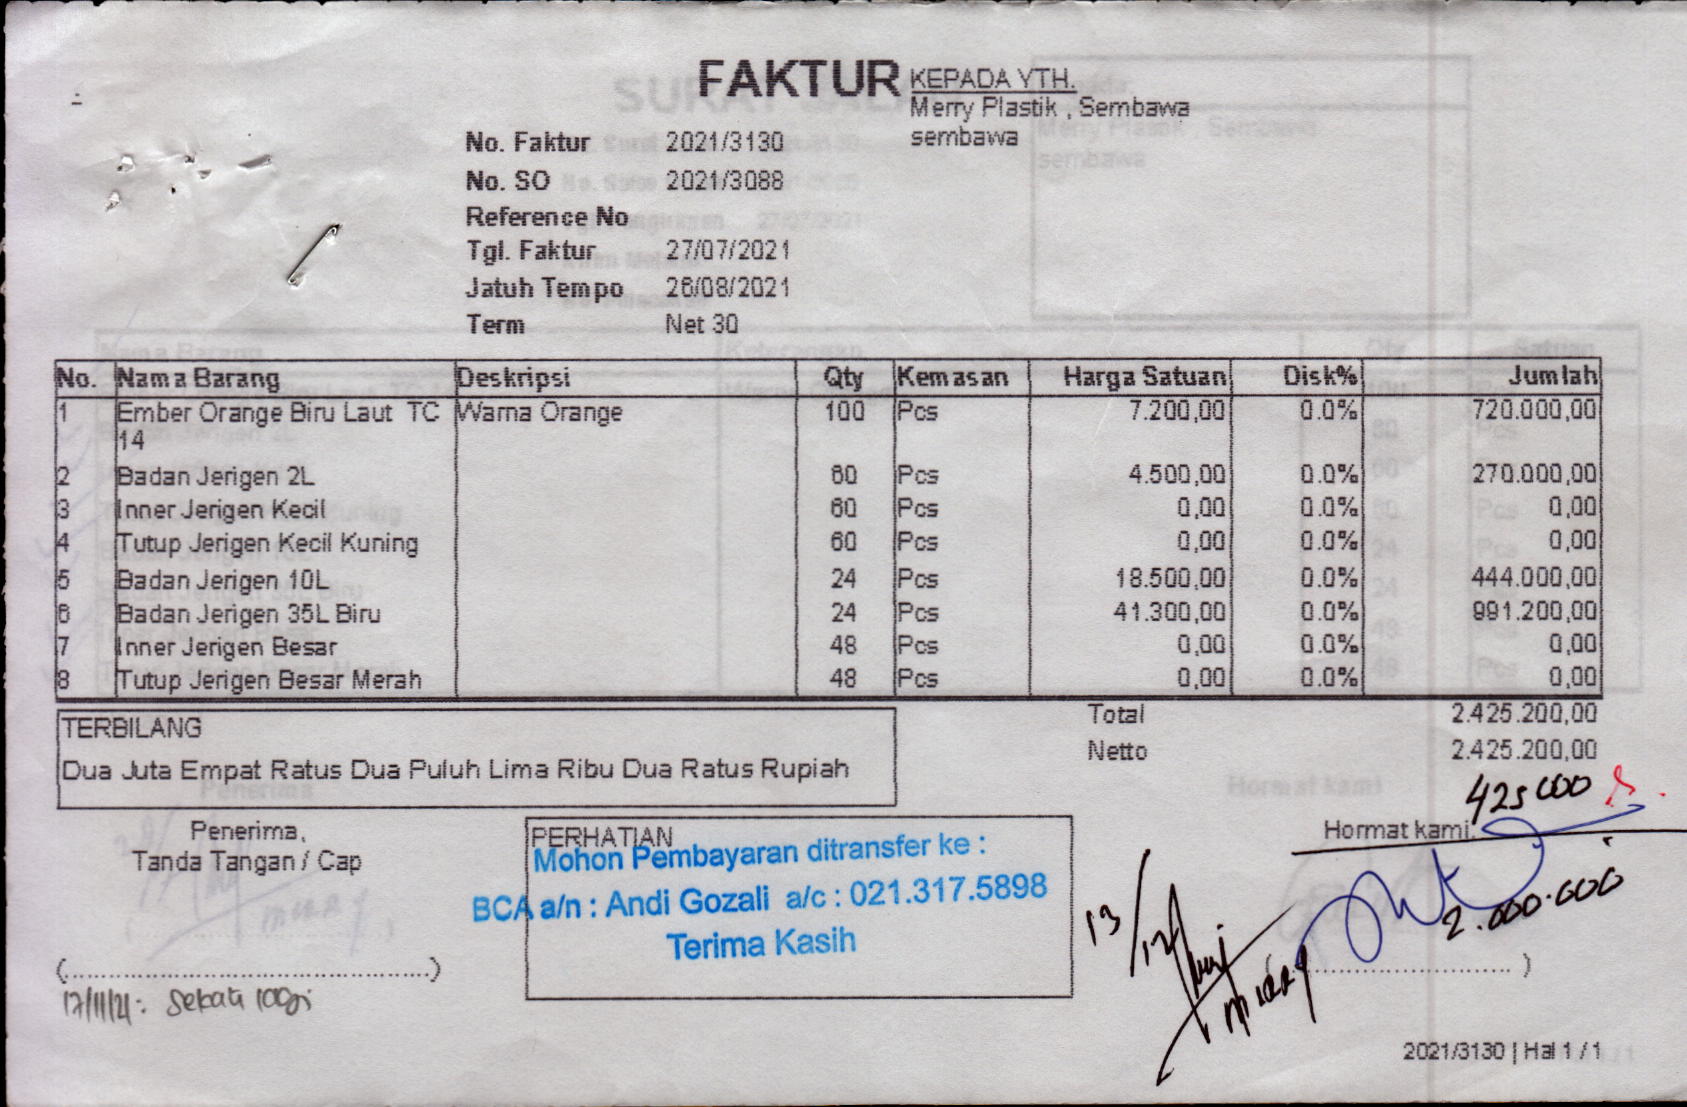 FAKTUR
KEPADA YTH.
Merry Plastik , Sembawa
sembawa
No. Faktur 2021/3130
No. SO 2021/3088
Reference No
Tgl. Faktur 27/07/2021
Jatuh Tempo 26/08/2021
Term Net 30
No. Nama Barang Deskripsi Qty Kemasan Harga Satuan Disk% Jumlah
1 Ember Orange Biru Laut TC Warna Orange 100 Pcs 7.200,00 0.0% 720.000,00
14
2 Badan Jerigen 2L 60 Pcs 4.500,00 0.0% 270.000,00
3 Inner Jerigen Kecil 60 Pcs 0,00 0.0% 0,00
4 Tutup Jerigen Kecil Kuning 60 Pcs 0,00 0.0% 0,00
5 Badan Jerigen 10L 24 Pcs 18.500,00 0.0% 444.000,00
6 Badan Jerigen 35L Biru 24 Pcs 41.300,00 0.0% 991.200,00
7 Inner Jerigen Besar 48 Pcs 0,00 0.0% 0,00
8 Tutup Jerigen Besar Merah 48 Pcs 0,00 0.0% 0,00
Total 2.425.200,00
Netto 2.425.200,00
TERBILANG
Dua Juta Empat Ratus Dua Puluh Lima Ribu Dua Ratus Rupiah
425 000
Penerima,
Tanda Tangan / Cap
(..........................................)
17/11/21:
PERHATIAN
Mohon Pembayaran ditransfer ke :
BCA a/n : Andi Gozali a/c : 021.317.5898
Terima Kasih
Hormat kami,
2.000.000
13/12
2021/3130 | Hal 1 / 1